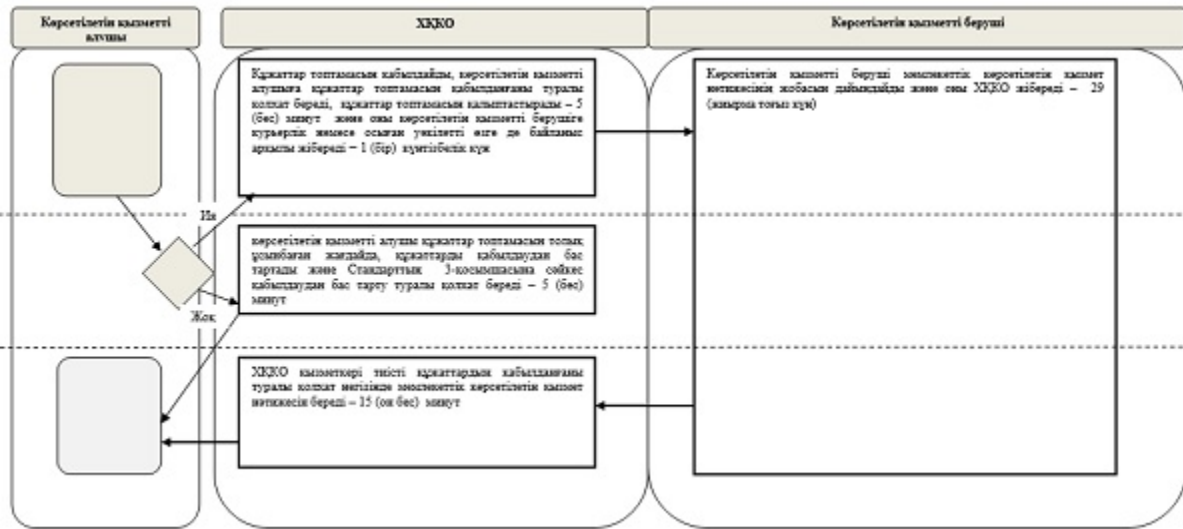 Көрсетілетін қызметті
алушы
ХҚКО
Көрсетілетін қызметті беруші
Құжаттар топтамасын қабылдайды, көрсетілетін қызметті
алушыға құжаттар топтамасын қабылданғаны туралы
қолхат береді, құжаттар топтамасын қалыптастырады – 5
(бес) минут және оны көрсетілетін қызметті берушіге
курьерлік немесе осыған уәкілетті өзге де байланыс
арқылы жібереді – 1 (бір) күнтізбелік күн
Көрсетілетін қызметті беруші мемлекеттік көрсетілетін қызмет
нәтижесінің жобасын дайындайды және оны ХҚКО жібереді – 29
(жиырма тоғыз күн)
Ия
көрсетілетін қызметті алушы құжаттар топтамасын толық
ұсынбаған жағдайда, құжаттарды қабылдаудан бас
тартады және Стандарттың 3-қосымшасына сәйкес
қабылдаудан бас тарту туралы қолхат береді – 5 (бес)
минут
Жоқ
ХҚКО қызметкері тиісті құжаттардың қабылданғаны
туралы қолхат негізінде мемлекеттік көрсетілетін қызмет
нәтижесін береді – 15 (он бес) минут